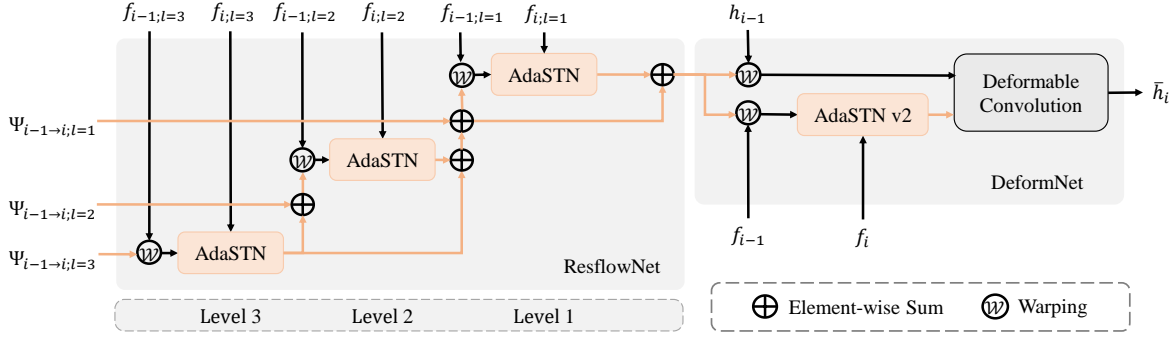 f_{i−1;l=3} f_{i;l=3} f_{i−1;l=2} f_{i;l=2} f_{i−1;l=1} f_{i;l=1} h_{i−1}
𝒲 AdaSTN 𝒲 Deformable Convolution h̄_i
Ψ_{i−1→i;l=1} 𝒲 AdaSTN v2
𝒲 AdaSTN
DeformNet
Ψ_{i−1→i;l=2}
f_{i−1} f_i
Ψ_{i−1→i;l=3} 𝒲 AdaSTN ResflowNet
Level 3 Level 2 Level 1
Element-wise Sum 𝒲 Warping